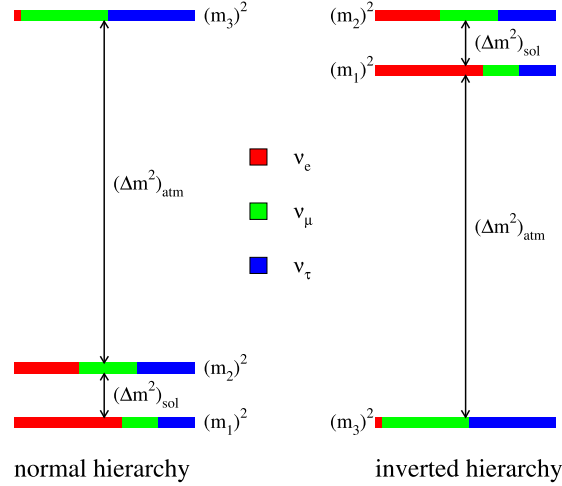 (m₃)²
(m₂)²
(Δm²)sol
(m₁)²
(Δm²)atm
νₑ
νμ
ντ
(Δm²)atm
(m₂)²
(Δm²)sol
(m₁)²
(m₃)²
normal hierarchy
inverted hierarchy